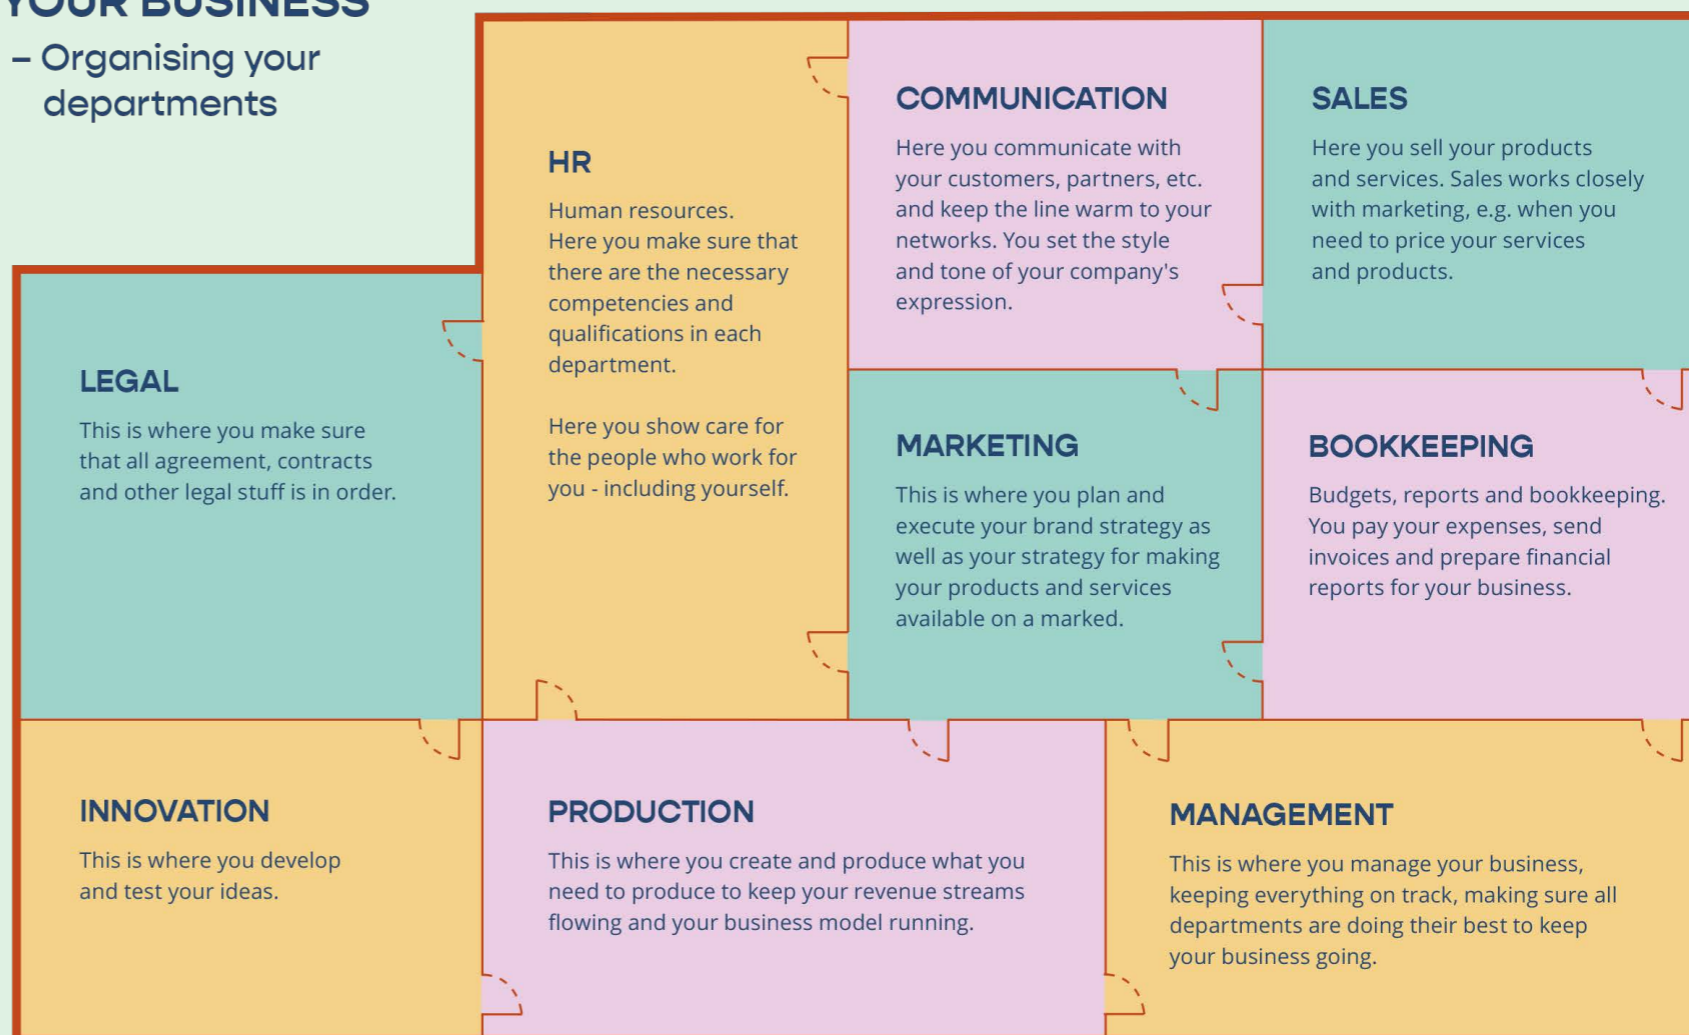 YOUR BUSINESS
– Organising your
departments
HR
Human resources.
Here you make sure that
there are the necessary
competencies and
qualifications in each
department.
Here you show care for
the people who work for
you - including yourself.
COMMUNICATION
Here you communicate with
your customers, partners, etc.
and keep the line warm to your
networks. You set the style
and tone of your company's
expression.
SALES
Here you sell your products
and services. Sales works closely
with marketing, e.g. when you
need to price your services
and products.
LEGAL
This is where you make sure
that all agreement, contracts
and other legal stuff is in order.
MARKETING
This is where you plan and
execute your brand strategy as
well as your strategy for making
your products and services
available on a marked.
BOOKKEEPING
Budgets, reports and bookkeeping.
You pay your expenses, send
invoices and prepare financial
reports for your business.
INNOVATION
This is where you develop
and test your ideas.
PRODUCTION
This is where you create and produce what you
need to produce to keep your revenue streams
flowing and your business model running.
MANAGEMENT
This is where you manage your business,
keeping everything on track, making sure all
departments are doing their best to keep
your business going.